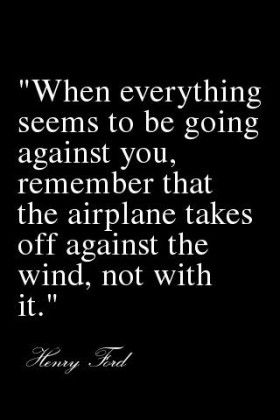 "When everything
seems to be going
against you,
remember that
the airplane takes
off against the
wind, not with
it."
Henry Ford